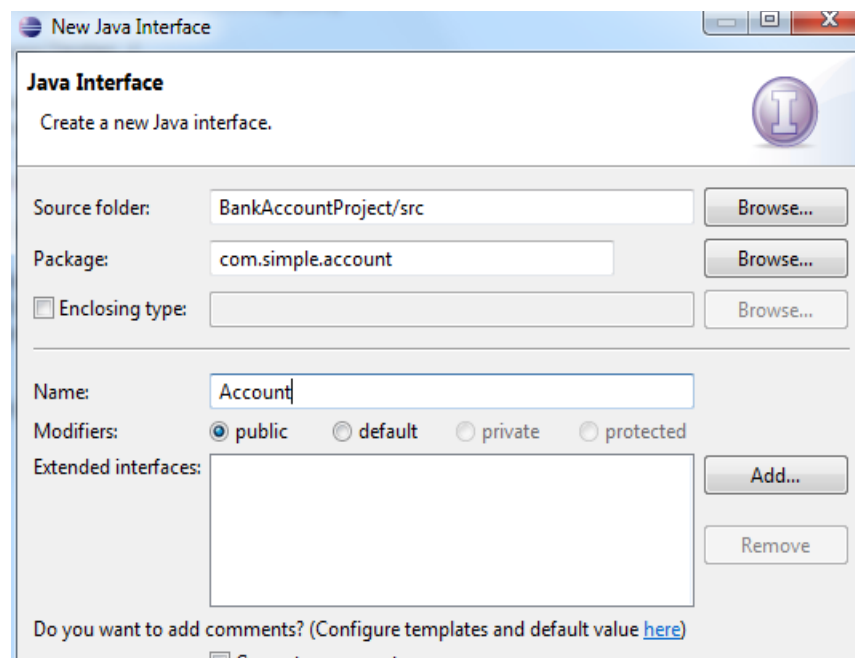 New Java Interface
Java Interface
Create a new Java interface.
Source folder: BankAccountProject/src Browse...
Package: com.simple.account Browse...
Enclosing type: Browse...
Name: Account
Modifiers: public default private protected
Extended interfaces: Add...
Remove
Do you want to add comments? (Configure templates and default value here)